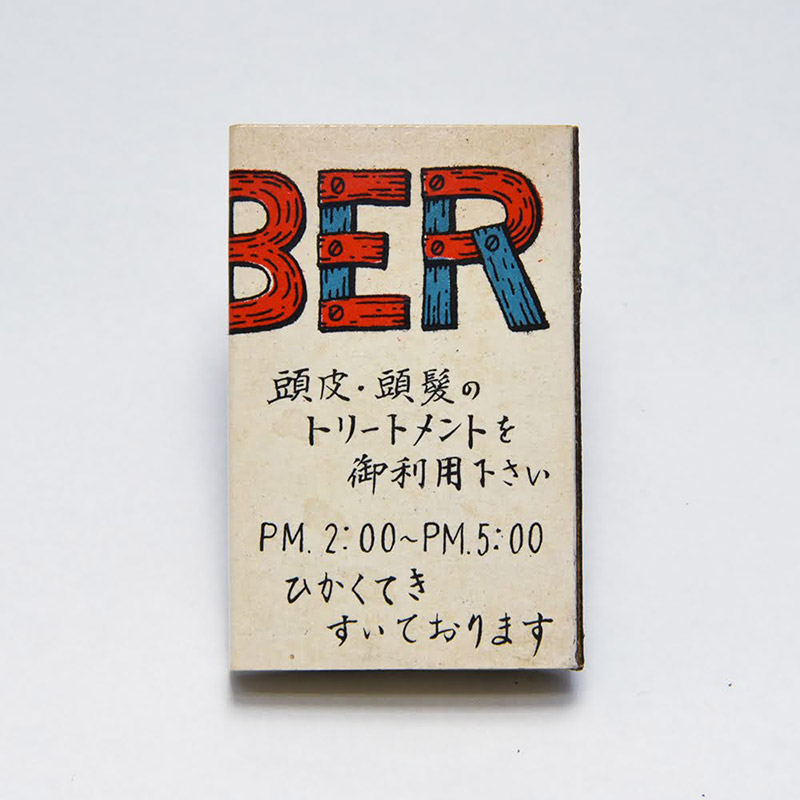 BER
頭皮・頭髪の
トリートメントを
御利用下さい
PM. 2:00~PM. 5:00
ひかくてき
すいております